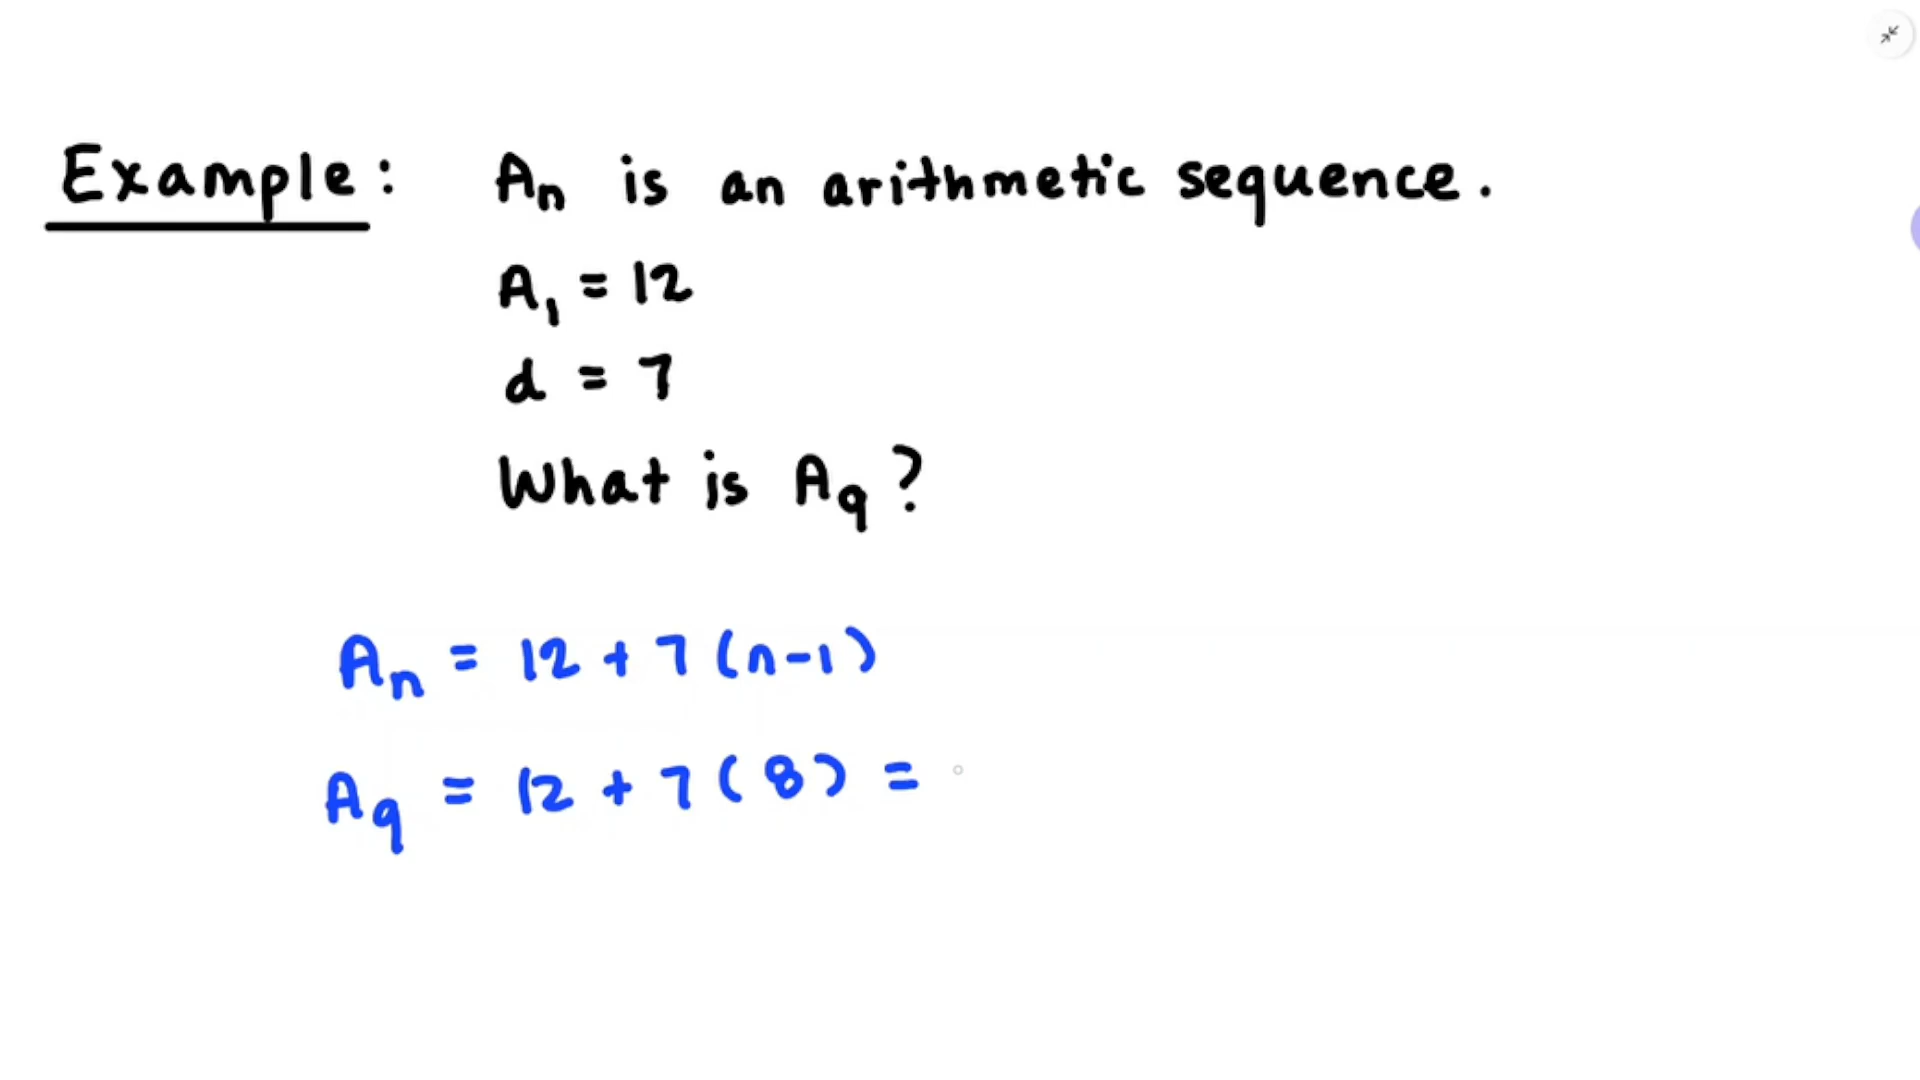 Example: Aₙ is an arithmetic sequence.
A₁ = 12
d = 7
What is A₉?
Aₙ = 12 + 7(n-1)
A₉ = 12 + 7(8) =